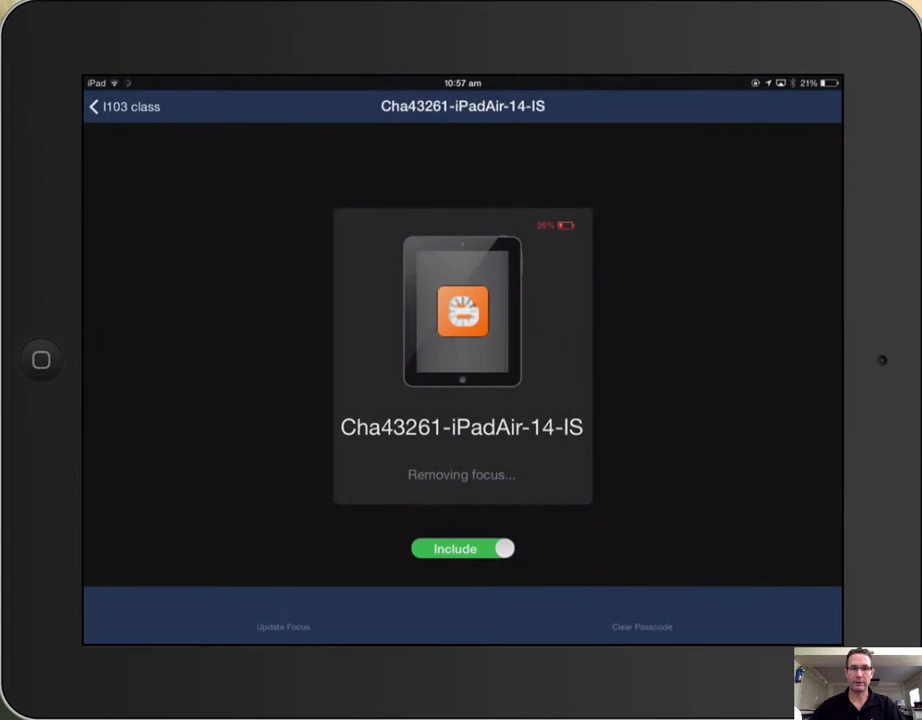 iPad
10:57 am
21%
I103 class
Cha43261-iPadAir-14-IS
Cha43261-iPadAir-14-IS
Removing focus...
Include
Update Focus
Clear Passcode